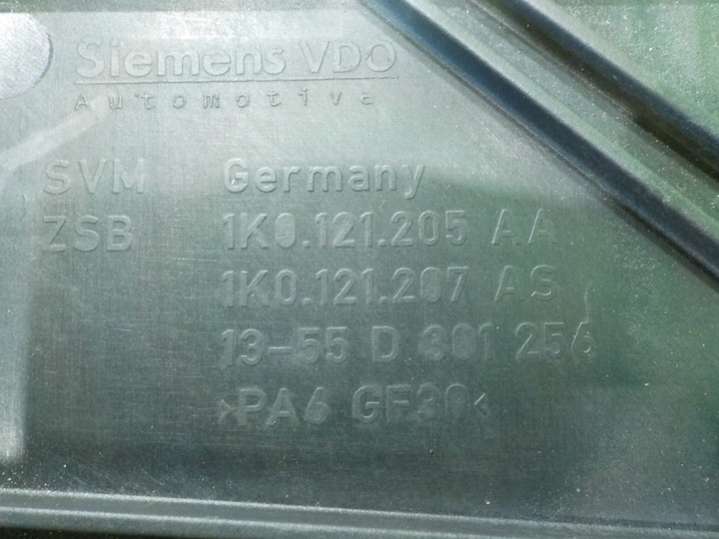 Siemens VDO
Automotive
SVM Germany
ZSB 1K0.121.205 AA
1K0.121.207 AS
13-55 D 801 256
>PA6 GF30<